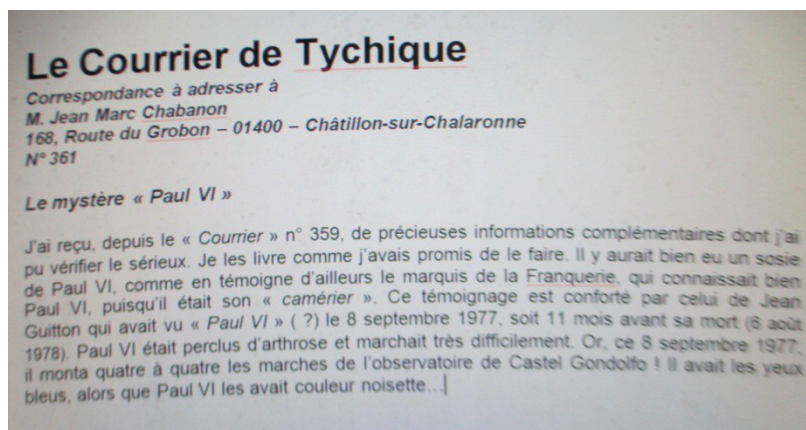 Le Courrier de Tychique
Correspondance à adresser à
M. Jean Marc Chabanon
168, Route du Grobon – 01400 – Châtillon-sur-Chalaronne
N° 361
Le mystère « Paul VI »
J'ai reçu, depuis le « Courrier » n° 359, de précieuses informations complémentaires dont j'ai
pu vérifier le sérieux. Je les livre comme j'avais promis de le faire. Il y aurait bien eu un sosie
de Paul VI, comme en témoigne d'ailleurs le marquis de la Franquerie, qui connaissait bien
Paul VI, puisqu'il était son « camérier ». Ce témoignage est conforté par celui de Jean
Guitton qui avait vu « Paul VI » ( ?) le 8 septembre 1977, soit 11 mois avant sa mort (6 août
1978). Paul VI était perclus d'arthrose et marchait très difficilement. Or, ce 8 septembre 1977,
il monta quatre à quatre les marches de l'observatoire de Castel Gondolfo ! Il avait les yeux
bleus, alors que Paul VI les avait couleur noisette...